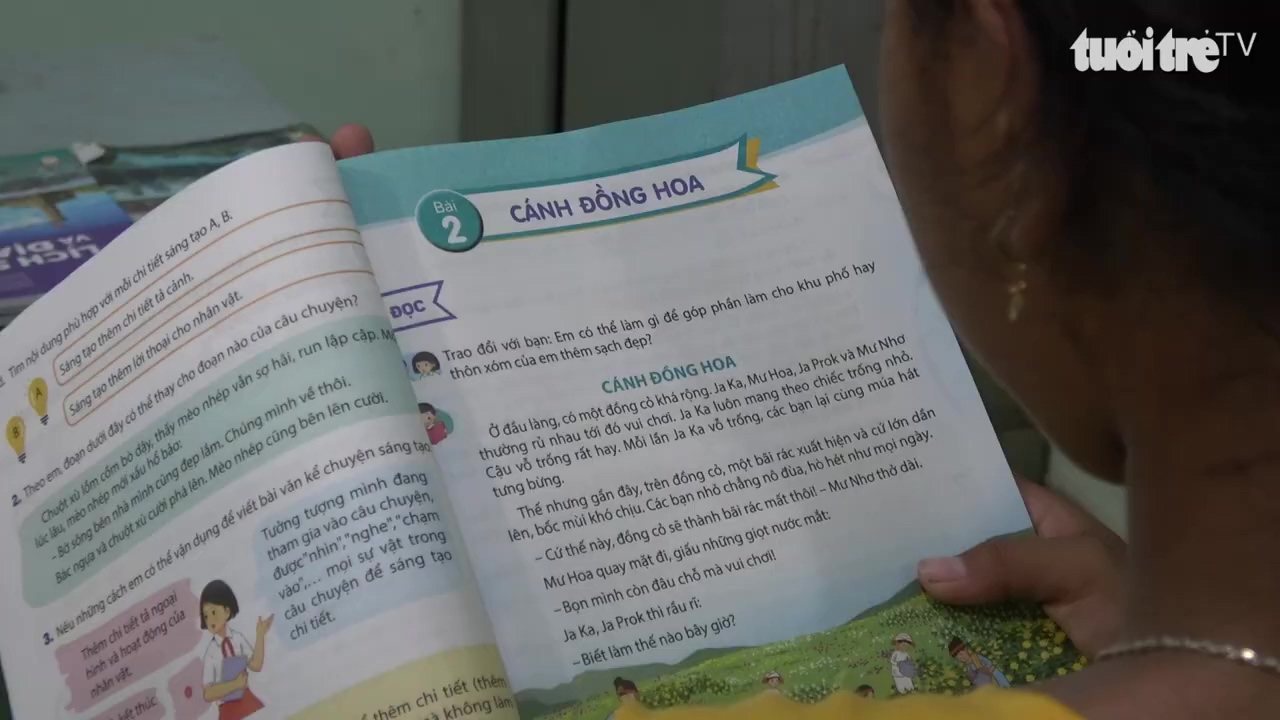 tuổi trẻ TV
LỊCH S
VÀ ĐỊA
1. Tìm nội dung phù hợp với mỗi chi tiết sáng tạo A, B.
A
B
Sáng tạo thêm chi tiết tả cảnh.
Sáng tạo thêm lời thoại cho nhân vật.
2. Theo em, đoạn dưới đây có thể thay cho đoạn nào của câu chuyện?
Chuột xù lồm cồm bò dậy, thấy mèo nhép vẫn sợ hãi, run lập cập. M
lúc lâu, mèo nhép mới xấu hổ bảo:
– Bờ sông bên nhà mình cũng đẹp lắm. Chúng mình về thôi.
Bác ngựa và chuột xù cười phá lên. Mèo nhép cũng bẽn lẽn cười.
3. Nêu những cách em có thể vận dụng để viết bài văn kể chuyện sáng tạo
Thêm chi tiết tả ngoại
hình và hoạt động của
nhân vật.
kết thúc
Tưởng tượng mình đang
tham gia vào câu chuyện,
được "nhìn", "nghe", "chạm
vào",... mọi sự vật trong
câu chuyện để sáng tạo
chi tiết.
thêm chi tiết (thêm
mà không làm
Bài
2
CÁNH ĐỒNG HOA
ĐỌC
Trao đổi với bạn: Em có thể làm gì để góp phần làm cho khu phố hay
thôn xóm của em thêm sạch đẹp?
CÁNH ĐỒNG HOA
Ở đầu làng, có một đồng cỏ khá rộng. Ja Ka, Mư Hoa, Ja Prok và Mư Nhơ
thường rủ nhau tới đó vui chơi. Ja Ka luôn mang theo chiếc trống nhỏ.
Cậu vỗ trống rất hay. Mỗi lần Ja Ka vỗ trống, các bạn lại cùng múa hát
tưng bừng.
Thế nhưng gần đây, trên đồng cỏ, một bãi rác xuất hiện và cứ lớn dần
lên, bốc mùi khó chịu. Các bạn nhỏ chẳng nô đùa, hò hét như mọi ngày.
– Cứ thế này, đồng cỏ sẽ thành bãi rác mất thôi! – Mư Nhơ thở dài.
Mư Hoa quay mặt đi, giấu những giọt nước mắt:
– Bọn mình còn đâu chỗ mà vui chơi!
Ja Ka, Ja Prok thì rầu rĩ:
– Biết làm thế nào bây giờ?